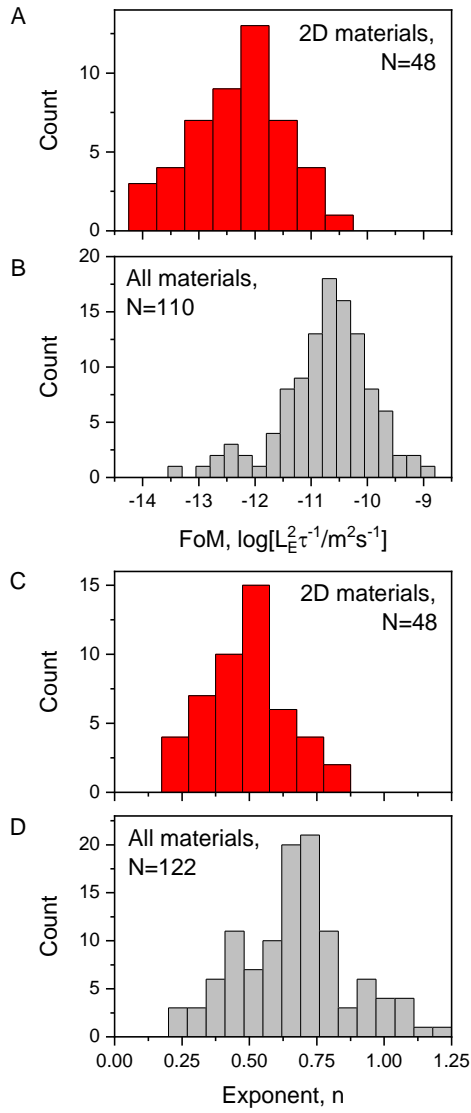 A
2D materials,
N=48
10
5
0
Count
B
20
All materials,
N=110
15
10
5
0
Count
-14 -13 -12 -11 -10 -9
FoM, log[L_E^2τ^-1/m^2s^-1]
C
15
2D materials,
N=48
10
5
0
Count
D
All materials,
N=122
20
15
10
5
0
Count
0.00 0.25 0.50 0.75 1.00 1.25
Exponent, n